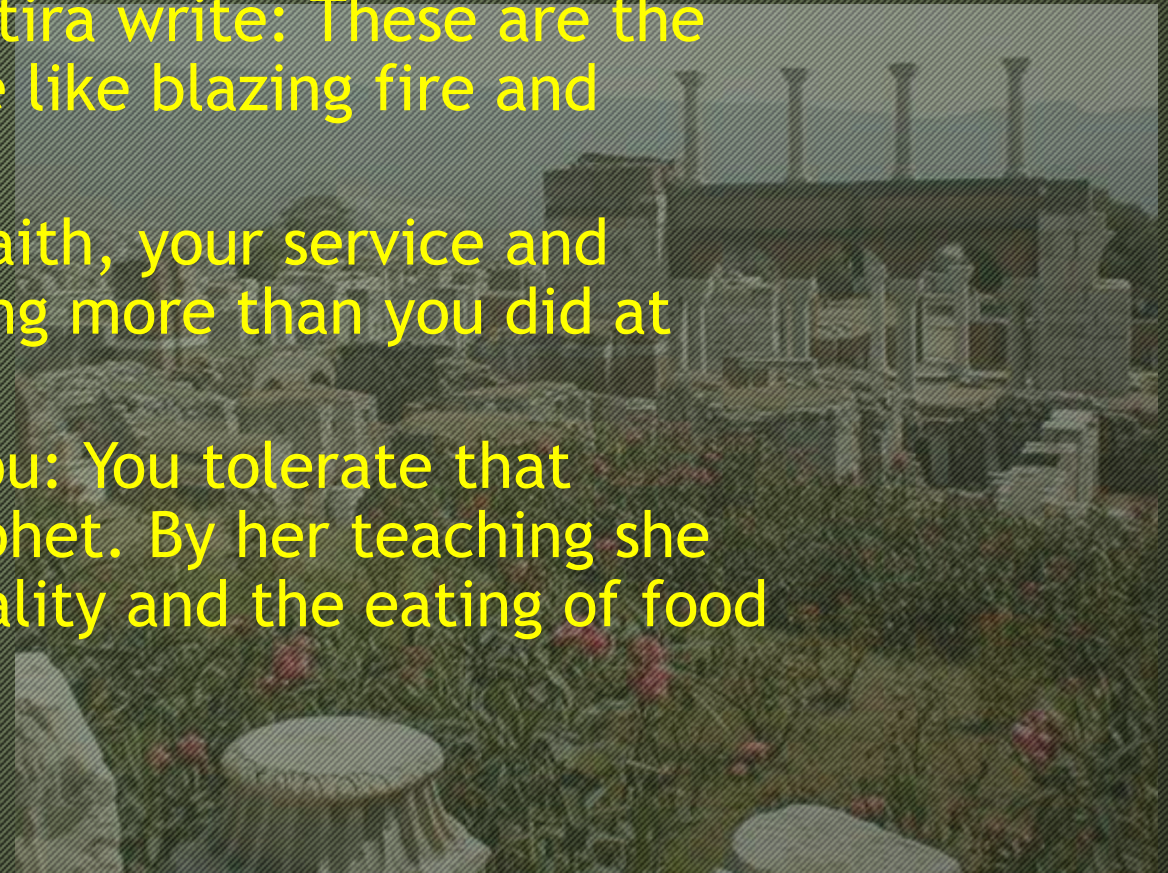 tira write: These are the
e like blazing fire and
aith, your service and
ng more than you did at
ou: You tolerate that
phet. By her teaching she
ality and the eating of food